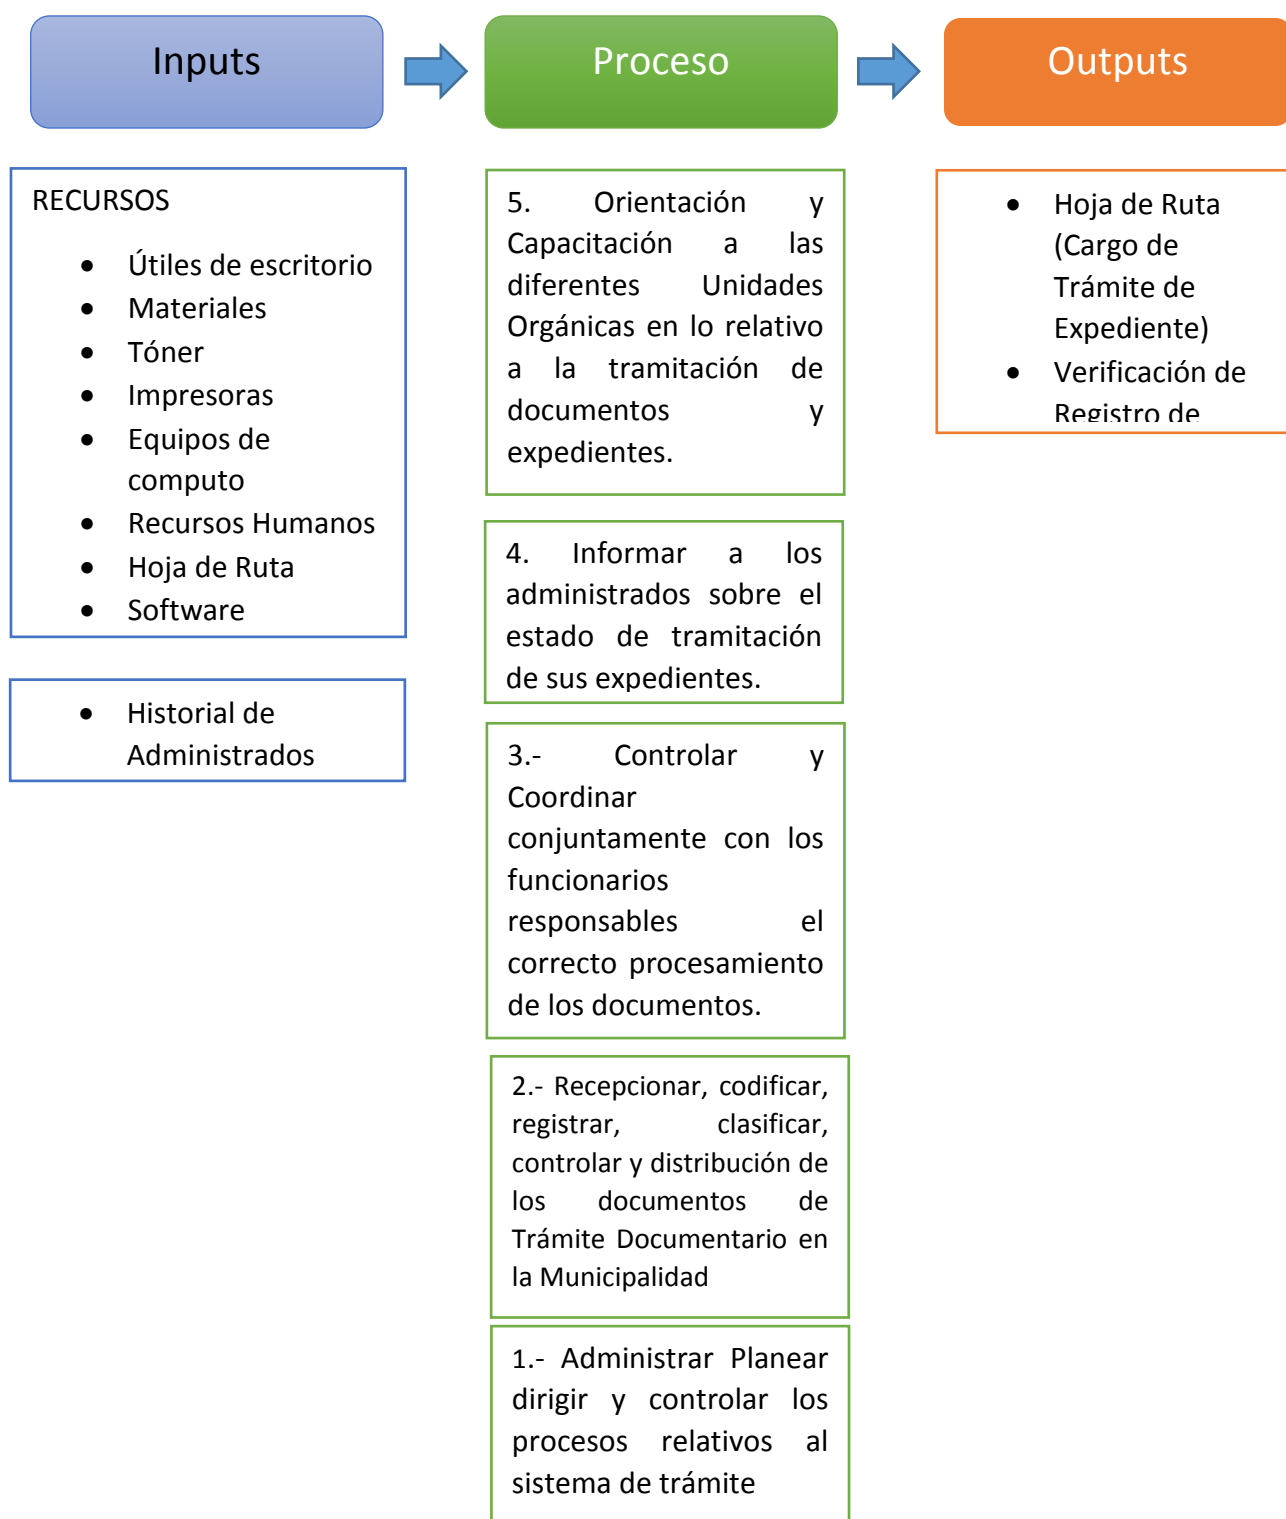 Inputs
Proceso
Outputs
RECURSOS
• Útiles de escritorio
• Materiales
• Tóner
• Impresoras
• Equipos de
computo
• Recursos Humanos
• Hoja de Ruta
• Software
• Historial de
Administrados
5. Orientación y
Capacitación a las
diferentes Unidades
Orgánicas en lo relativo
a la tramitación de
documentos y
expedientes.
4. Informar a los
administrados sobre el
estado de tramitación
de sus expedientes.
3.- Controlar y
Coordinar
conjuntamente con los
funcionarios
responsables el
correcto procesamiento
de los documentos.
2.- Recepcionar, codificar,
registrar, clasificar,
controlar y distribución de
los documentos de
Trámite Documentario en
la Municipalidad
1.- Administrar Planear
dirigir y controlar los
procesos relativos al
sistema de trámite
• Hoja de Ruta
(Cargo de
Trámite de
Expediente)
• Verificación de
Registro de